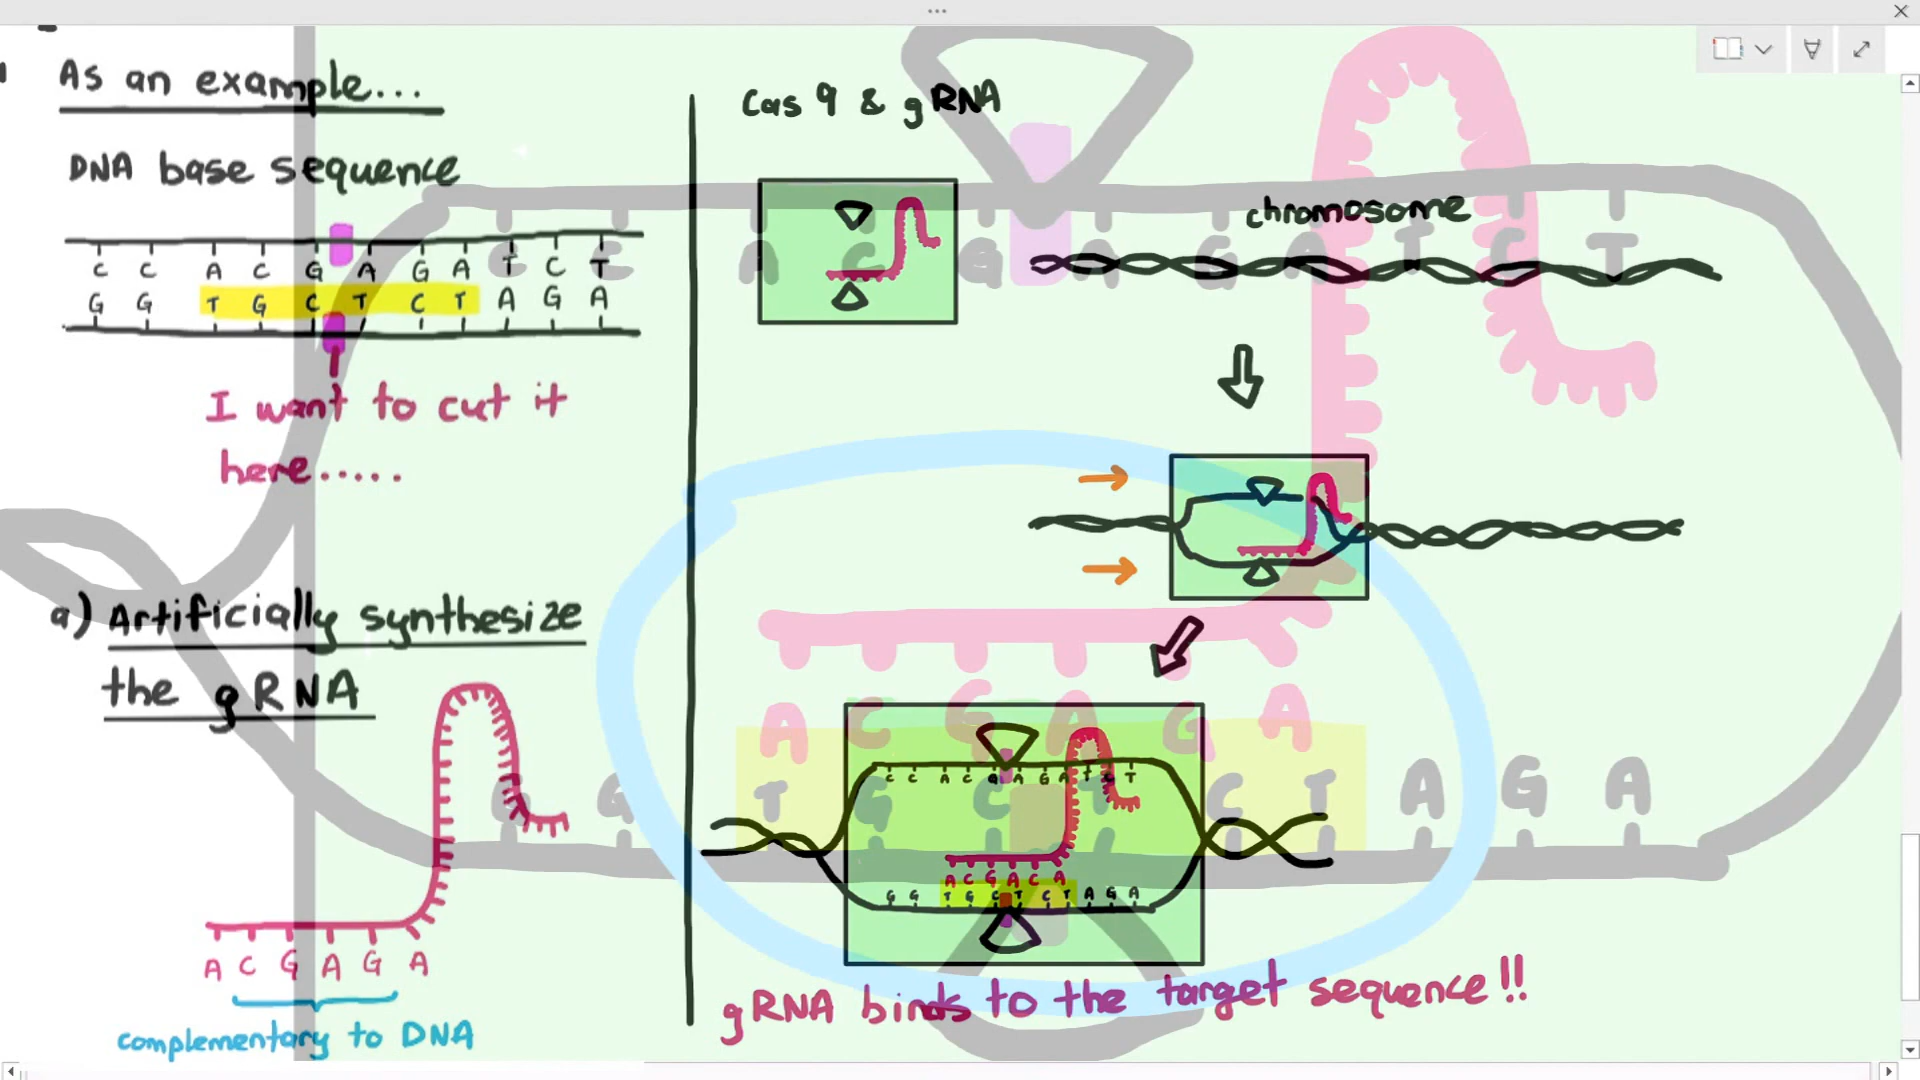 As an example...
DNA base sequence
C C A C G A G A T C T
G G T G C T C T A G A
I want to cut it
here.....
a) Artificially synthesize
the gRNA
A C G A G A
complementary to DNA
Cas 9 & gRNA
chromosome
A C G A G A T C T
A C G A G A
G G T G C T C T A G A
C C A C G A G A T C T
A C G A C A
G G T G C T C T A G A
gRNA binds to the target sequence!!